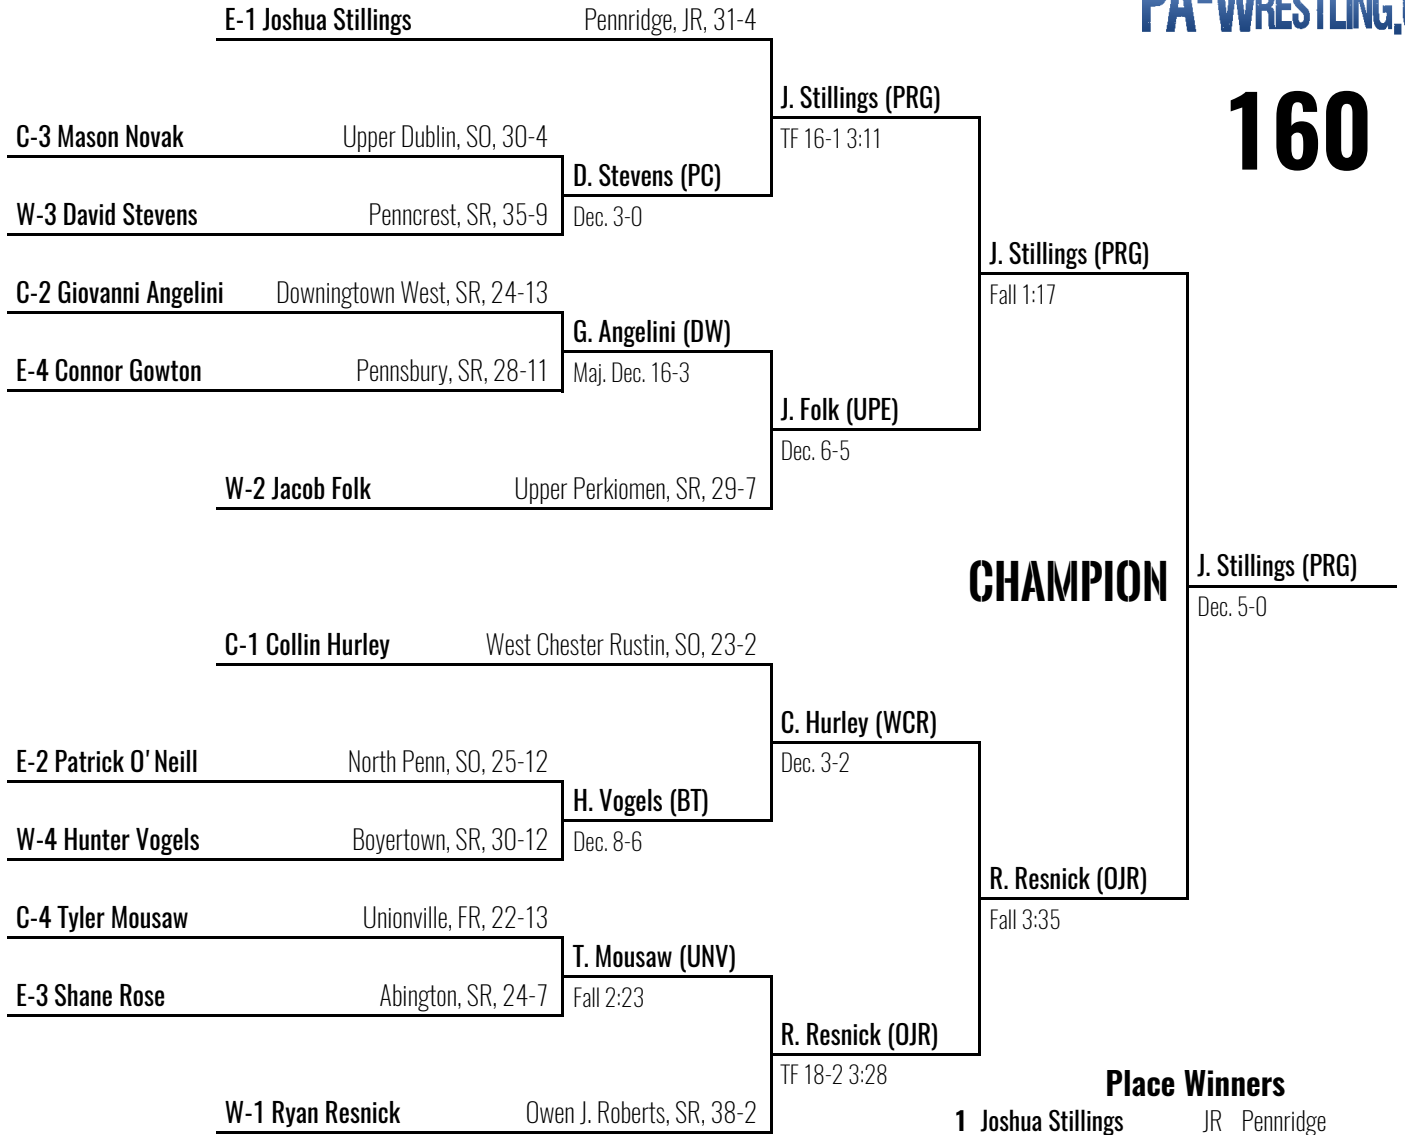 PA-WRESTLING.
160
E-1 Joshua Stillings Pennridge, JR, 31-4
J. Stillings (PRG)
TF 16-1 3:11
C-3 Mason Novak Upper Dublin, SO, 30-4
D. Stevens (PC)
Dec. 3-0
W-3 David Stevens Penncrest, SR, 35-9
J. Stillings (PRG)
Fall 1:17
C-2 Giovanni Angelini Downingtown West, SR, 24-13
G. Angelini (DW)
Maj. Dec. 16-3
E-4 Connor Gowton Pennsbury, SR, 28-11
J. Folk (UPE)
Dec. 6-5
W-2 Jacob Folk Upper Perkiomen, SR, 29-7
CHAMPION
J. Stillings (PRG)
Dec. 5-0
C-1 Collin Hurley West Chester Rustin, SO, 23-2
C. Hurley (WCR)
Dec. 3-2
E-2 Patrick O'Neill North Penn, SO, 25-12
H. Vogels (BT)
Dec. 8-6
W-4 Hunter Vogels Boyertown, SR, 30-12
R. Resnick (OJR)
Fall 3:35
C-4 Tyler Mousaw Unionville, FR, 22-13
T. Mousaw (UNV)
Fall 2:23
E-3 Shane Rose Abington, SR, 24-7
R. Resnick (OJR)
TF 18-2 3:28
W-1 Ryan Resnick Owen J. Roberts, SR, 38-2
Place Winners
1 Joshua Stillings JR Pennridge